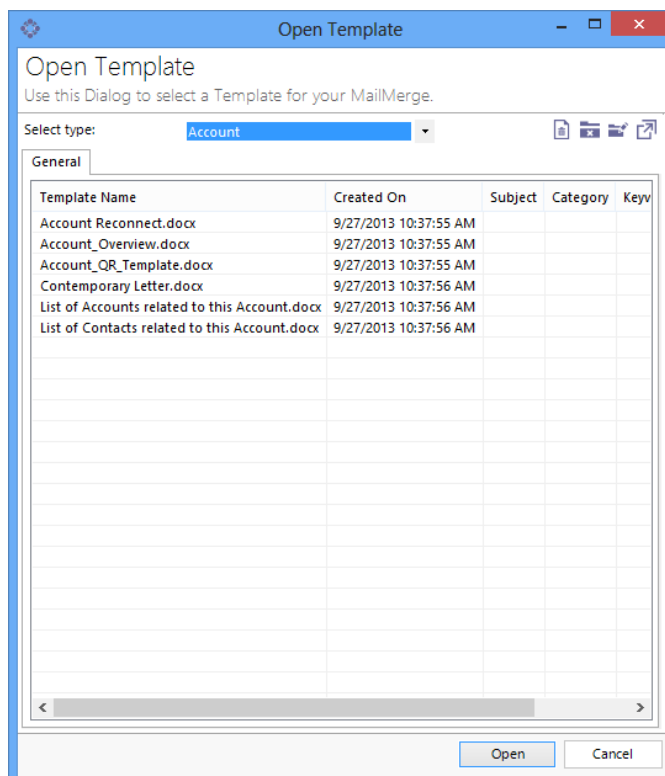 Open Template
Open Template
Use this Dialog to select a Template for your MailMerge.
Select type: Account
General
Template Name Created On Subject Category Keyv
Account Reconnect.docx 9/27/2013 10:37:55 AM
Account_Overview.docx 9/27/2013 10:37:55 AM
Account_QR_Template.docx 9/27/2013 10:37:55 AM
Contemporary Letter.docx 9/27/2013 10:37:56 AM
List of Accounts related to this Account.docx 9/27/2013 10:37:56 AM
List of Contacts related to this Account.docx 9/27/2013 10:37:56 AM
Open Cancel